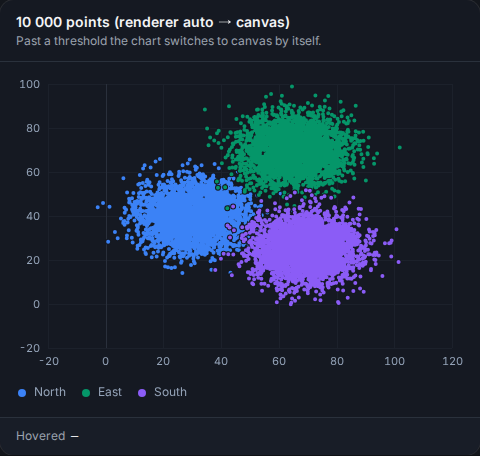 10 000 points (renderer auto → canvas)
Past a threshold the chart switches to canvas by itself.
100
80
60
40
20
0
-20
-20 0 20 40 60 80 100 120
North East South
Hovered —